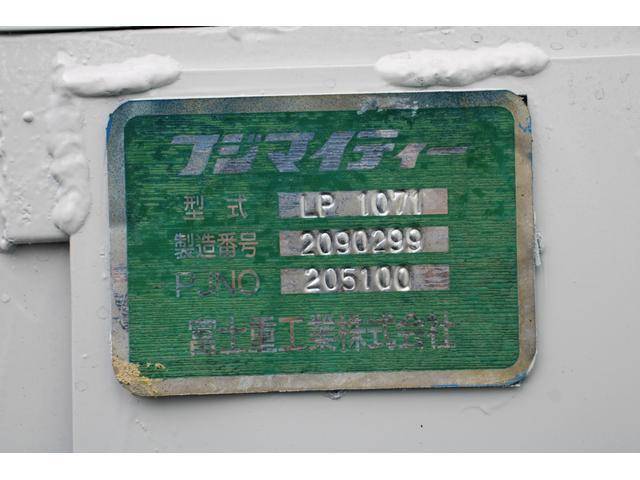 フジマイティー
型式 LP 1071
製造番号 2090299
PJNO 205100
富士重工業株式会社